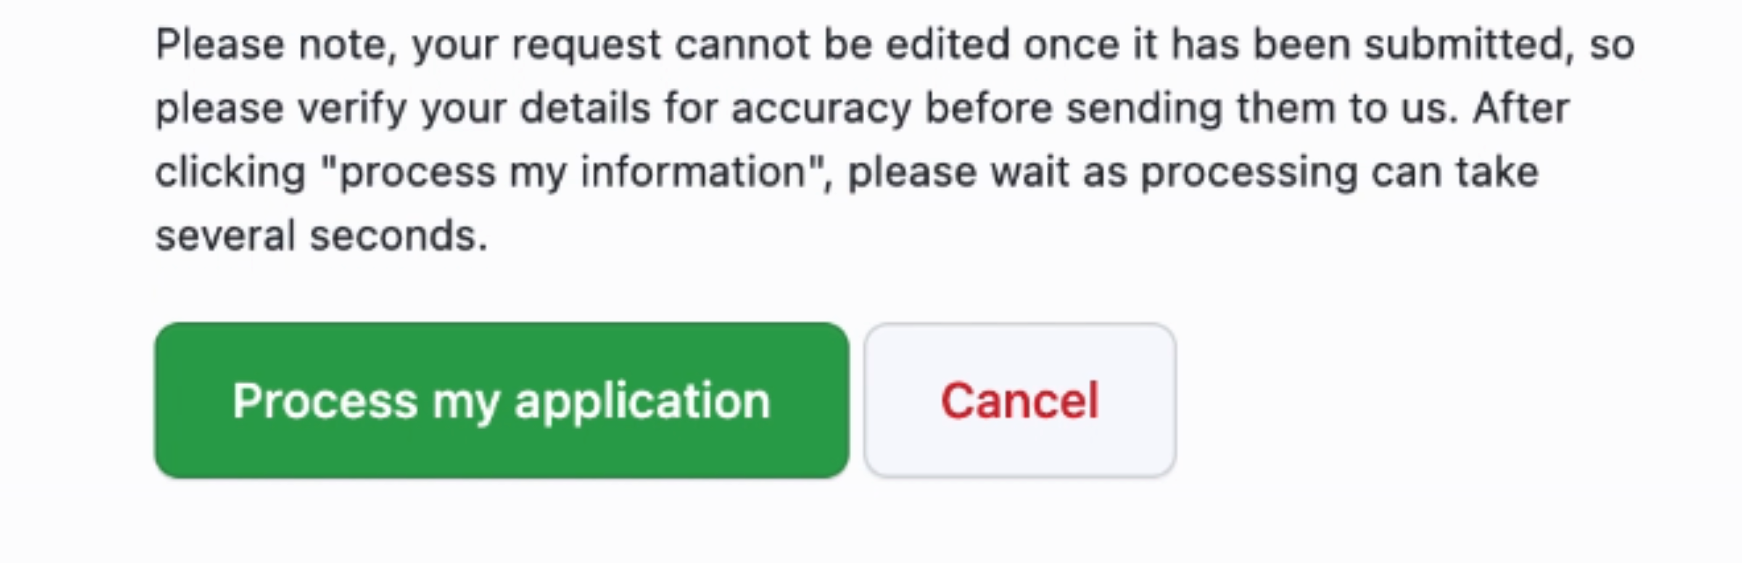 Please note, your request cannot be edited once it has been submitted, so
please verify your details for accuracy before sending them to us. After
clicking "process my information", please wait as processing can take
several seconds.
Process my application
Cancel